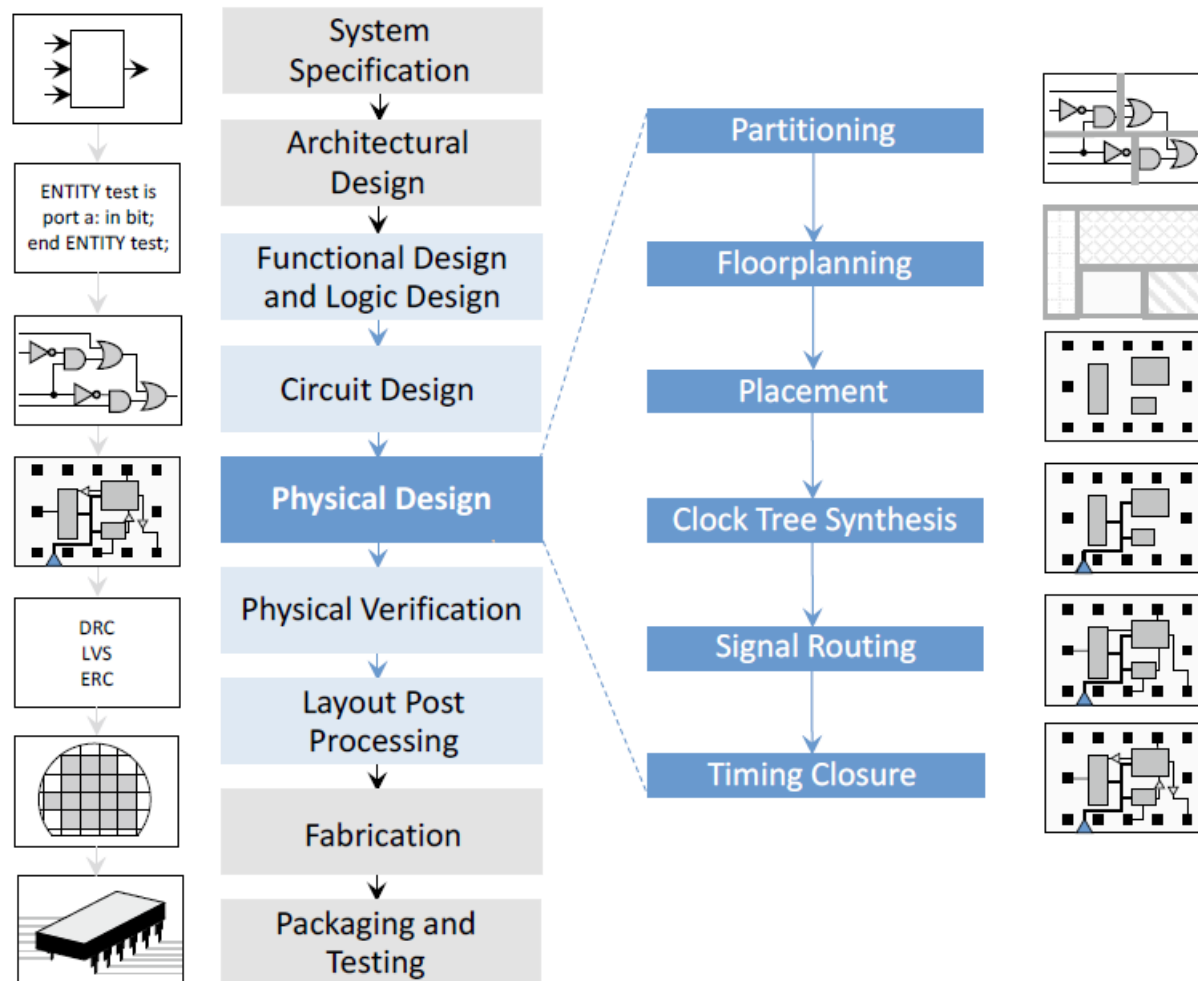 ENTITY test is
port a: in bit;
end ENTITY test;
DRC
LVS
ERC
System
Specification
Architectural
Design
Functional Design
and Logic Design
Circuit Design
Physical Design
Physical Verification
Layout Post
Processing
Fabrication
Packaging and
Testing
Partitioning
Floorplanning
Placement
Clock Tree Synthesis
Signal Routing
Timing Closure